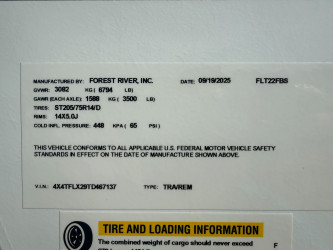 MANUFACTURED BY: FOREST RIVER, INC. DATE: 09/19/2025 FLT22FBS
GVWR: 3082 KG ( 6794 LB)
GAWR (EACH AXLE): 1588 KG ( 3500 LB)
TIRES: ST205/75R14/D
RIMS: 14X5.0J
COLD INFL. PRESSURE: 448 KPA ( 65 PSI )
THIS VEHICLE CONFORMS TO ALL APPLICABLE U.S. FEDERAL MOTOR VEHICLE SAFETY
STANDARDS IN EFFECT ON THE DATE OF MANUFACTURE SHOWN ABOVE.
V.I.N.: 4X4TFLX29TD467137 TYPE: TRA/REM
TIRE AND LOADING INFORMATION
The combined weight of cargo should never exceed
F